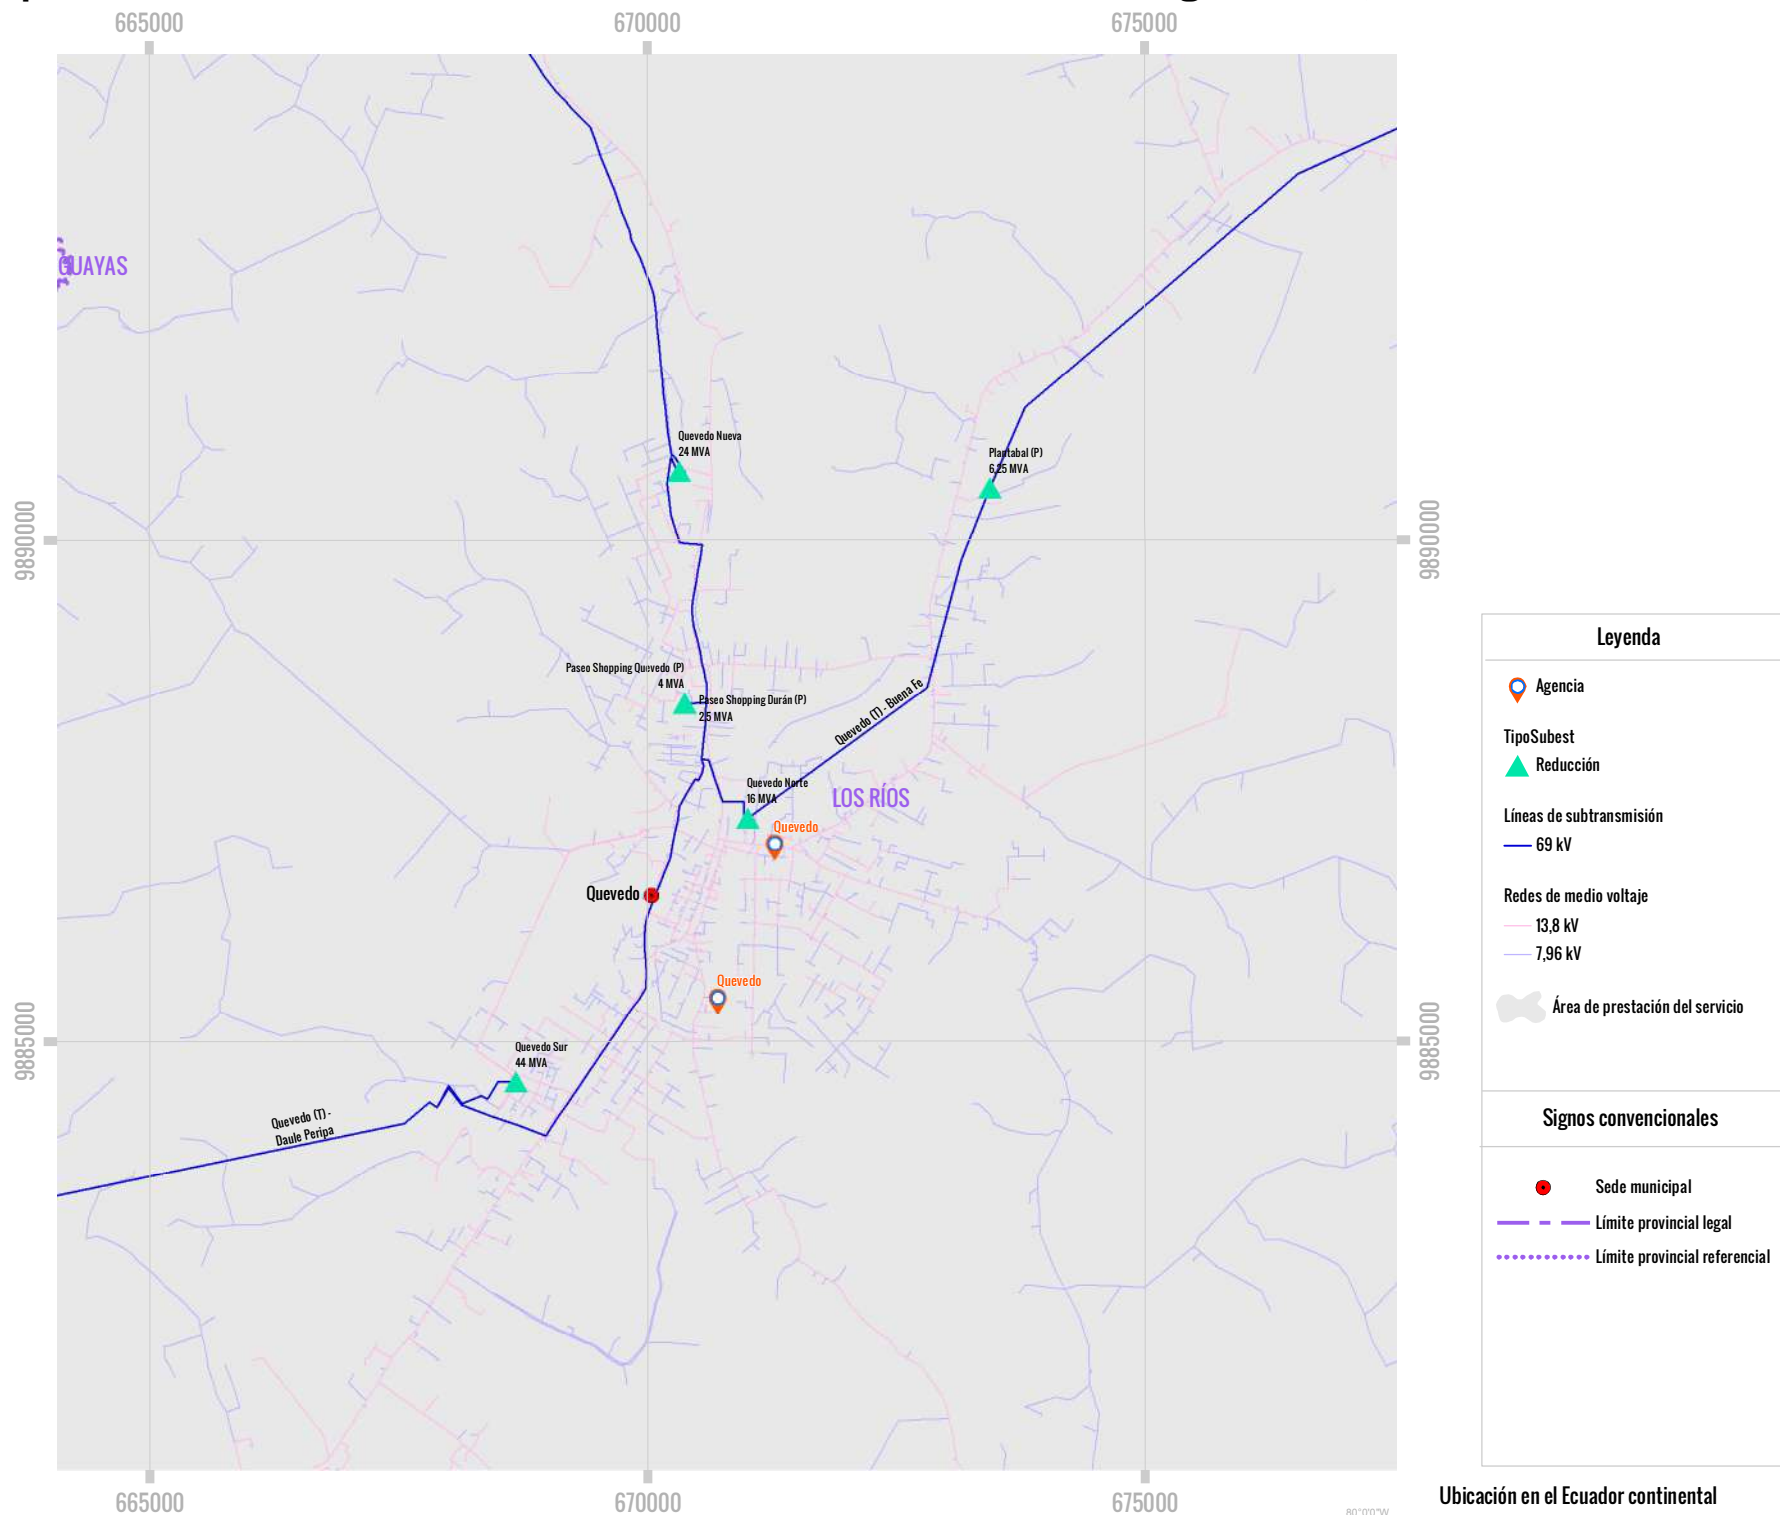 665000
670000
675000
GUAYAS
Quevedo Nueva
24 MVA
Plantabal (P)
6,25 MVA
9890000
9890000
Paseo Shopping Quevedo (P)
4 MVA
Paseo Shopping Durán (P)
2,5 MVA
Quevedo (T) - Buena Fe
Quevedo Norte
16 MVA
LOS RÍOS
Quevedo
Quevedo
Quevedo
9885000
9885000
Quevedo Sur
44 MVA
Quevedo (T) -
Daule Peripa
665000
670000
675000
80°0'0"W
Leyenda
Agencia
TipoSubest
Reducción
Líneas de subtransmisión
69 kV
Redes de medio voltaje
13,8 kV
7,96 kV
Área de prestación del servicio
Signos convencionales
Sede municipal
Límite provincial legal
Límite provincial referencial
Ubicación en el Ecuador continental